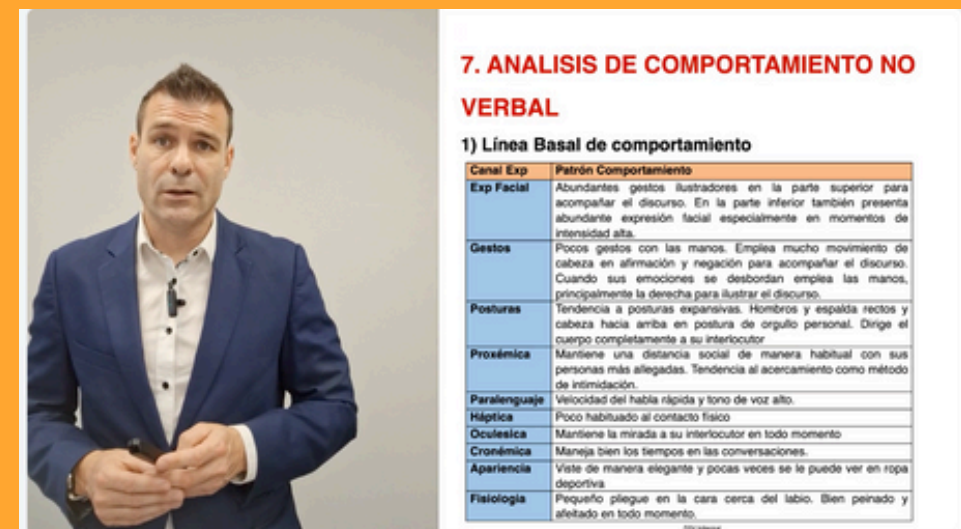 7. ANALISIS DE COMPORTAMIENTO NO
VERBAL
1) Línea Basal de comportamiento
Canal Exp Patrón Comportamiento
Exp Facial Abundantes gestos ilustradores en la parte superior para
acompañar el discurso. En la parte inferior también presenta
abundante expresión facial especialmente en momentos de
intensidad alta.
Gestos Pocos gestos con las manos. Emplea mucho movimiento de
cabeza en afirmación y negación para acompañar el discurso.
Cuando sus emociones se desbordan emplea las manos,
principalmente la derecha para ilustrar el discurso.
Posturas Tendencia a posturas expansivas. Hombros y espalda rectos y
cabeza hacia arriba en postura de orgullo personal. Dirige el
cuerpo completamente a su interlocutor
Proxémica Mantiene una distancia social de manera habitual con sus
personas más allegadas. Tendencia al acercamiento como método
de intimidación.
Paralenguaje Velocidad del habla rápida y tono de voz alto.
Háptica Poco habituado al contacto físico
Oculesica Mantiene la mirada a su interlocutor en todo momento
Cronémica Maneja bien los tiempos en las conversaciones.
Apariencia Viste de manera elegante y pocas veces se le puede ver en ropa
deportiva
Fisiología Pequeño pliegue en la cara cerca del labio. Bien peinado y
afeitado en todo momento.